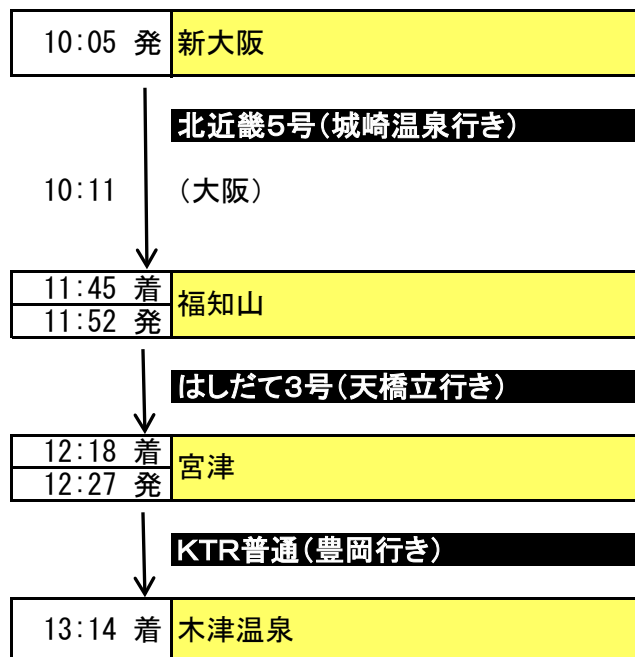 10:05 発 新大阪
北近畿5号(城崎温泉行き)
10:11 (大阪)
11:45 着
福知山
11:52 発
はしだて3号(天橋立行き)
12:18 着
宮津
12:27 発
KTR普通(豊岡行き)
13:14 着 木津温泉